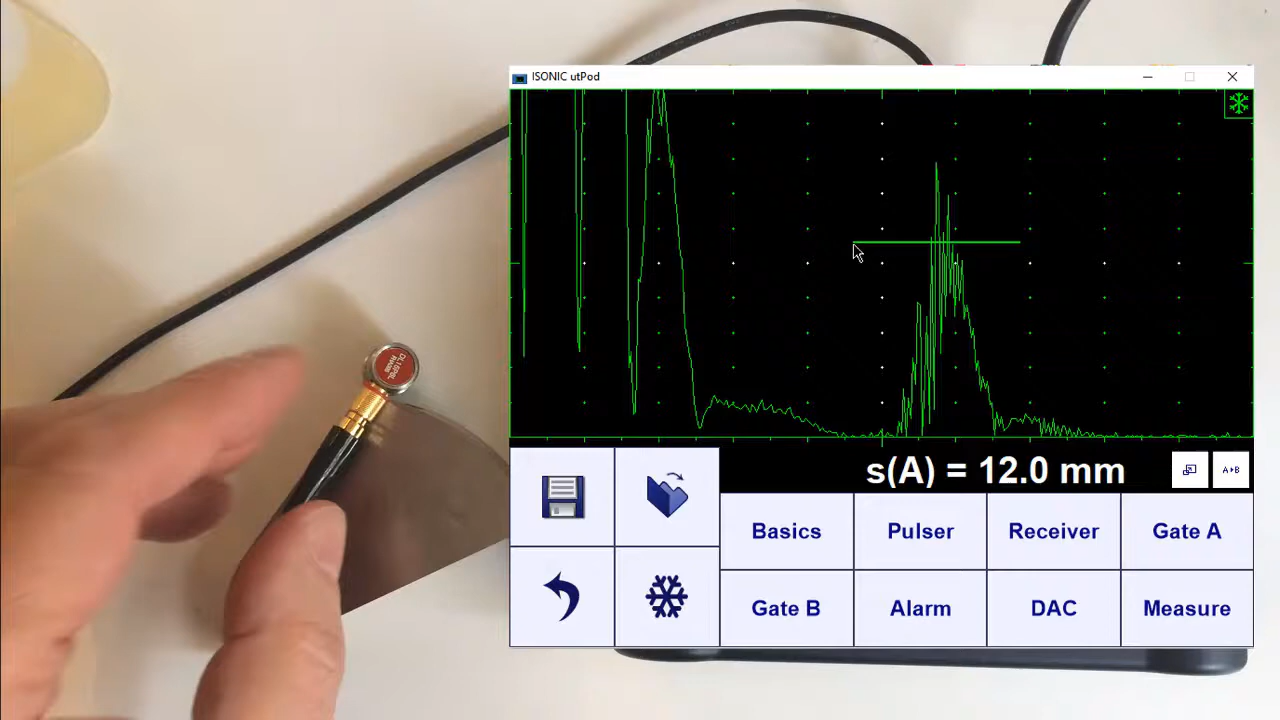 ISONIC utPod
s(A) = 12.0 mm
A▸B
Basics
Pulser
Receiver
Gate A
Gate B
Alarm
DAC
Measure